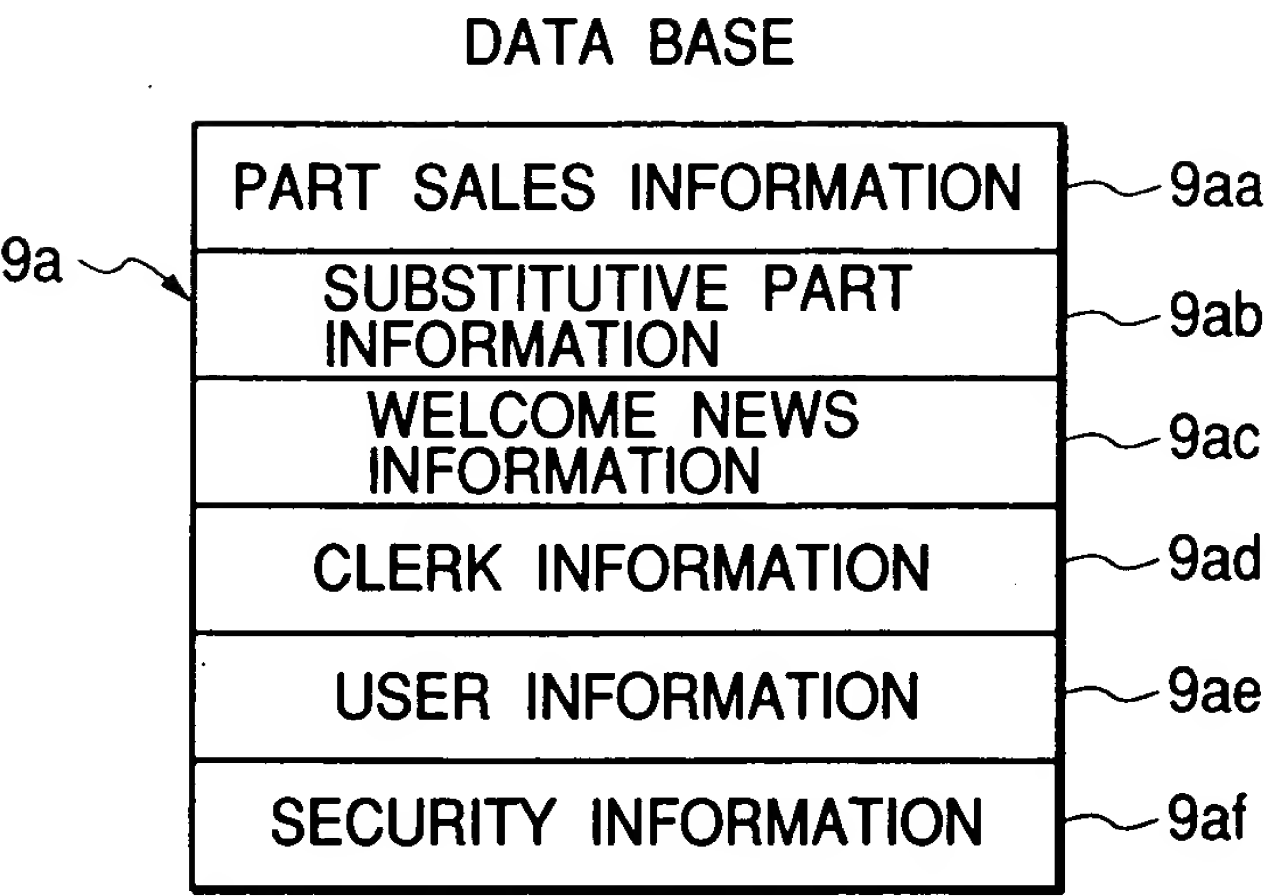 DATA BASE
PART SALES INFORMATION
9aa
9a
SUBSTITUTIVE PART
INFORMATION
9ab
WELCOME NEWS
INFORMATION
9ac
CLERK INFORMATION
9ad
USER INFORMATION
9ae
SECURITY INFORMATION
9af